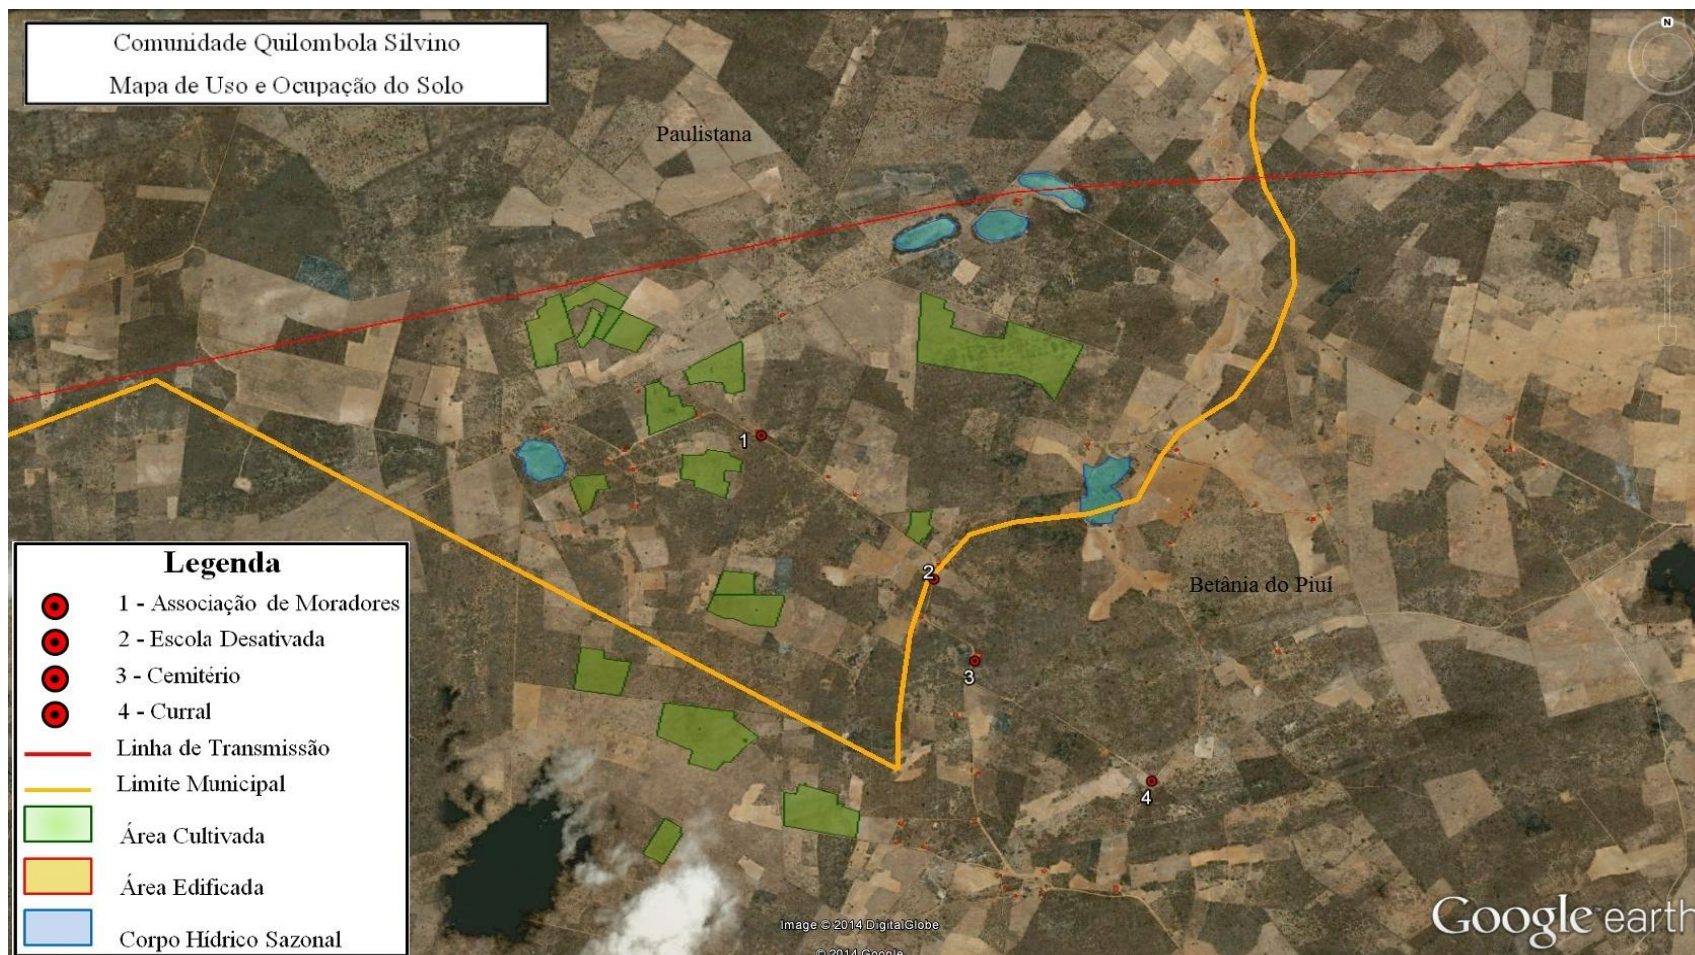 Comunidade Quilombola Silvino
Mapa de Uso e Ocupação do Solo
N
Paulistana
1
2
Betânia do Piuí
3
4
Legenda
1 - Associação de Moradores
2 - Escola Desativada
3 - Cemitério
4 - Curral
Linha de Transmissão
Limite Municipal
Área Cultivada
Área Edificada
Corpo Hídrico Sazonal
Image © 2014 DigitalGlobe
© 2014 Google
Google earth